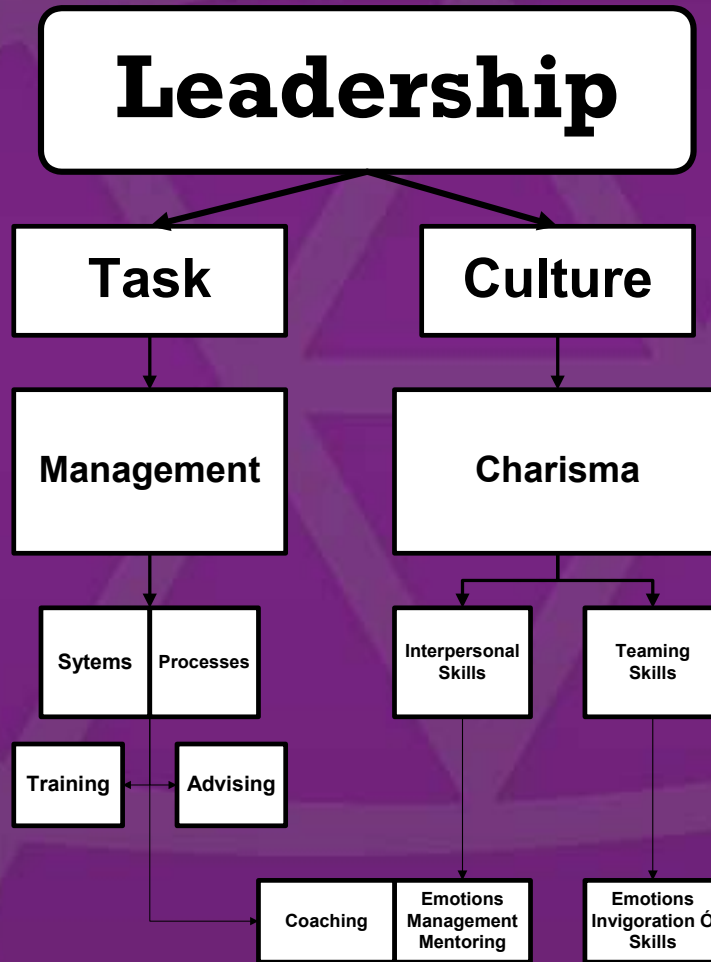 Leadership
Task
Culture
Management
Charisma
Sytems
Processes
Interpersonal
Skills
Teaming
Skills
Training
Advising
Coaching
Emotions
Management
Mentoring
Emotions
Invigoration Ó
Skills